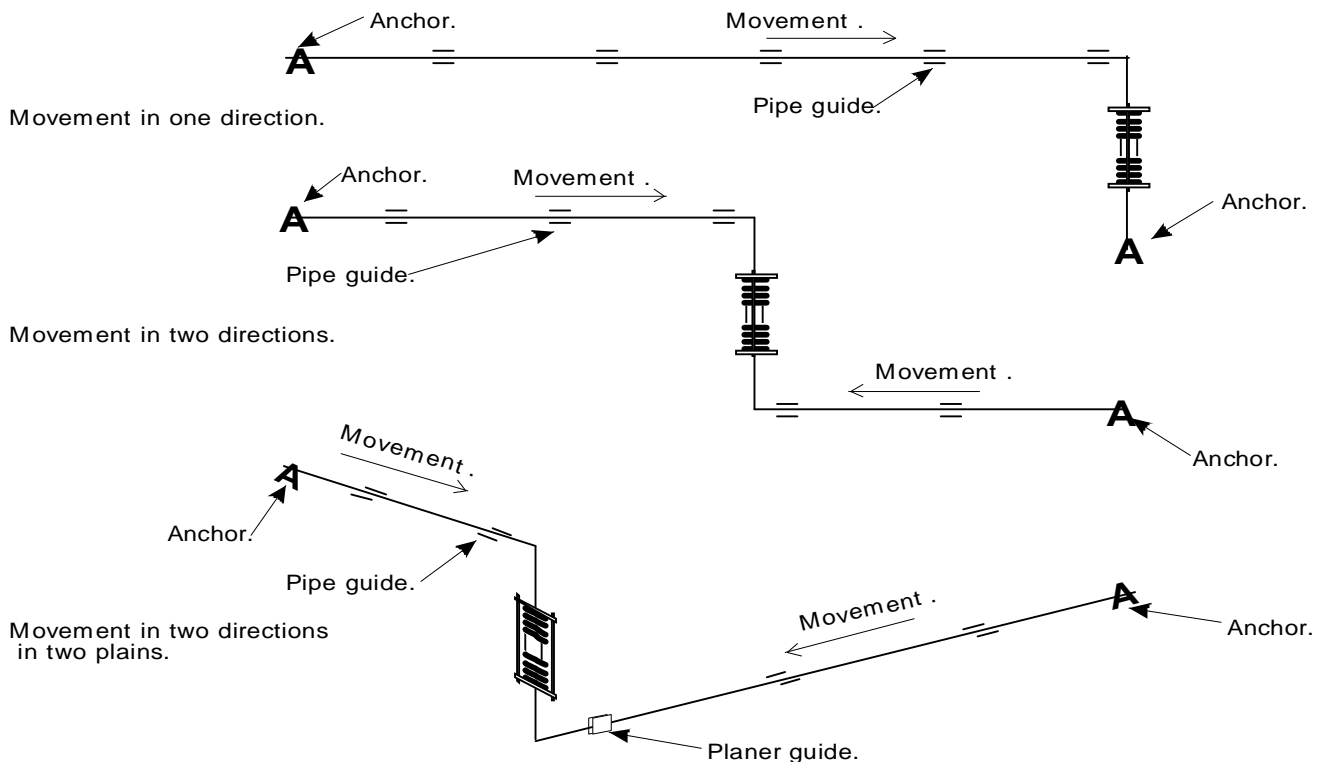 Anchor.
Movement .
A
Pipe guide.
Movement in one direction.
Anchor.
Movement .
A
Anchor.
A
Pipe guide.
Movement in two directions.
Movement .
A
Anchor.
Movement .
A
Anchor.
Pipe guide.
Movement .
A
Anchor.
Movement in two directions
in two plains.
Planer guide.